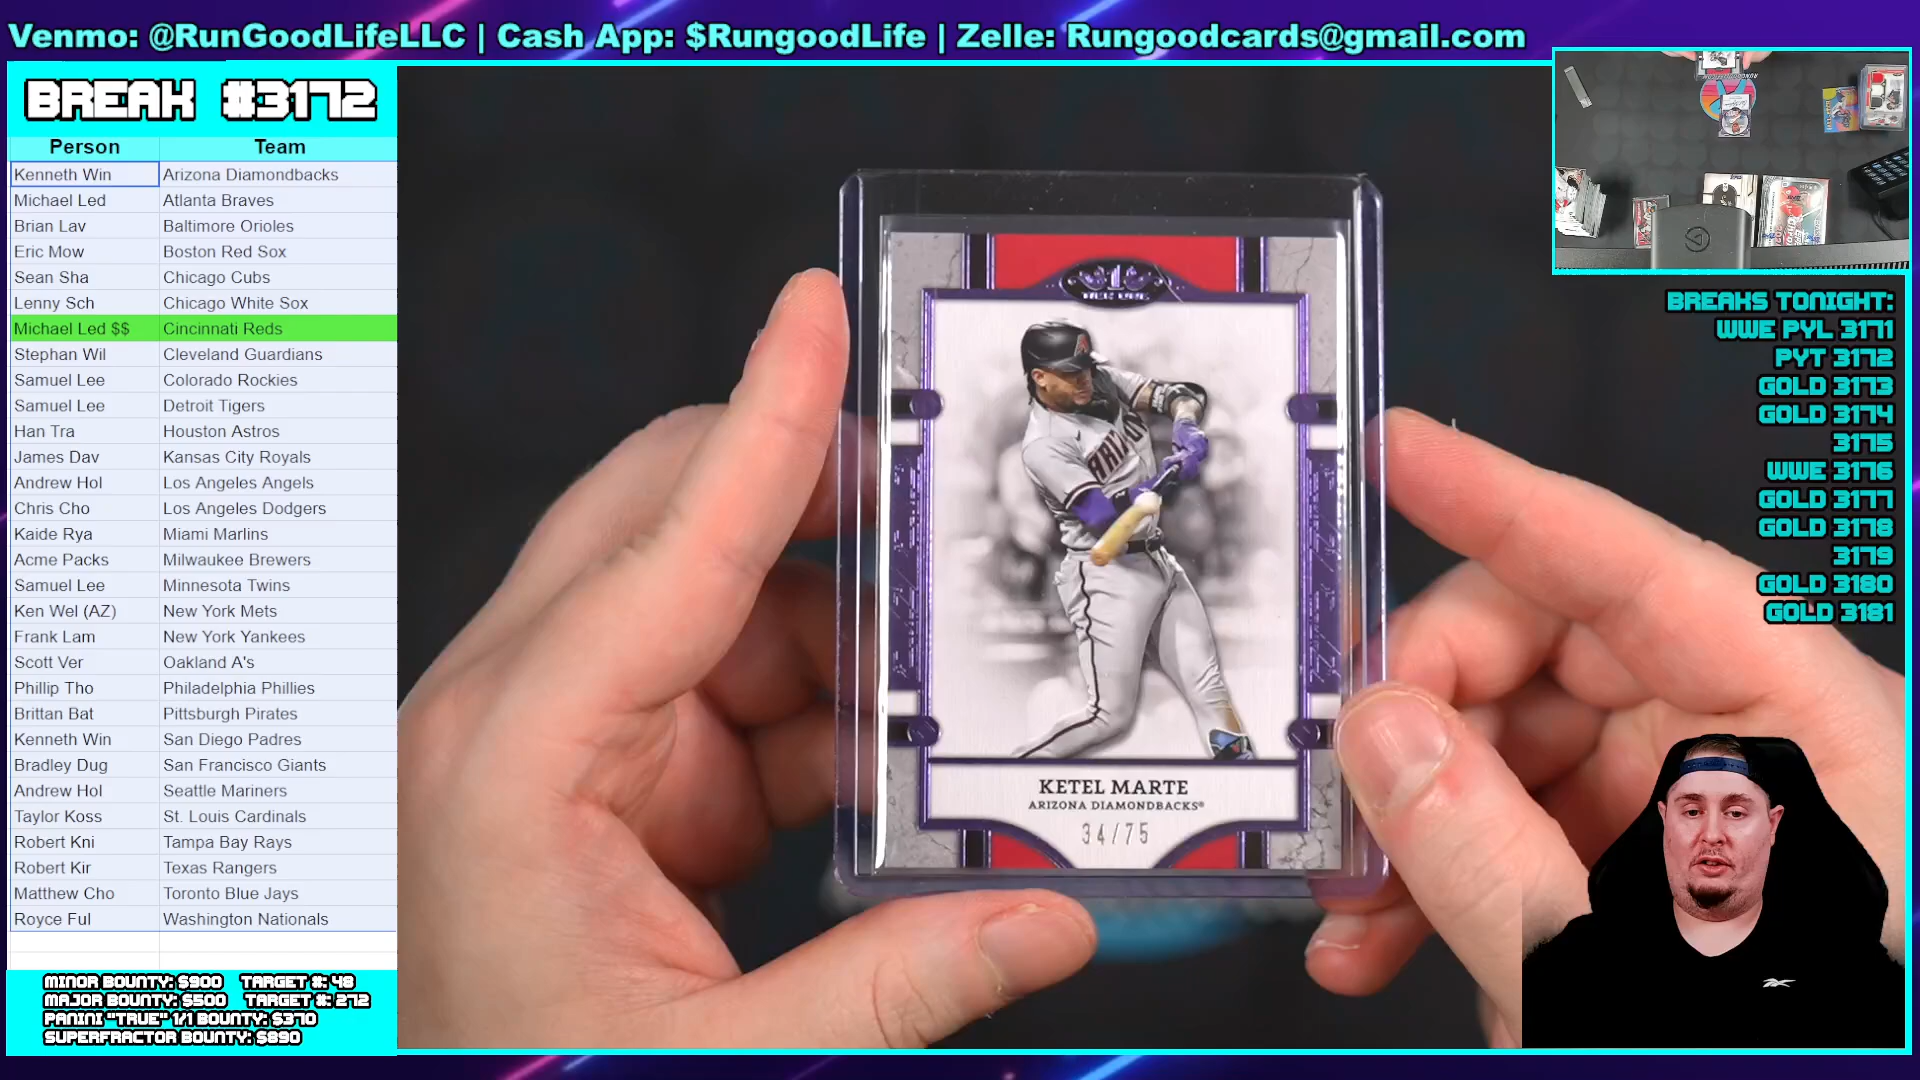 Venmo: @RunGoodLifeLLC | Cash App: $RungoodLife | Zelle: Rungoodcards@gmail.com
BREAK #3172
Person Team
Kenneth Win Arizona Diamondbacks
Michael Led Atlanta Braves
Brian Lav Baltimore Orioles
Eric Mow Boston Red Sox
Sean Sha Chicago Cubs
Lenny Sch Chicago White Sox
Michael Led $$ Cincinnati Reds
Stephan Wil Cleveland Guardians
Samuel Lee Colorado Rockies
Samuel Lee Detroit Tigers
Han Tra Houston Astros
James Dav Kansas City Royals
Andrew Hol Los Angeles Angels
Chris Cho Los Angeles Dodgers
Kaide Rya Miami Marlins
Acme Packs Milwaukee Brewers
Samuel Lee Minnesota Twins
Ken Wel (AZ) New York Mets
Frank Lam New York Yankees
Scott Ver Oakland A's
Phillip Tho Philadelphia Phillies
Brittan Bat Pittsburgh Pirates
Kenneth Win San Diego Padres
Bradley Dug San Francisco Giants
Andrew Hol Seattle Mariners
Taylor Koss St. Louis Cardinals
Robert Kni Tampa Bay Rays
Robert Kir Texas Rangers
Matthew Cho Toronto Blue Jays
Royce Ful Washington Nationals
MINOR BOUNTY: $900 TARGET #: 48
MAJOR BOUNTY: $500 TARGET #: 272
PANINI "TRUE" 1/1 BOUNTY: $370
SUPERFRACTOR BOUNTY: $890
1
TIER ONE
ARIZON
KETEL MARTE
ARIZONA DIAMONDBACKS®
34/75
BREAKS TONIGHT:
WWE PYL 3171
PYT 3172
GOLD 3173
GOLD 3174
3175
WWE 3176
GOLD 3177
GOLD 3178
3179
GOLD 3180
GOLD 3181